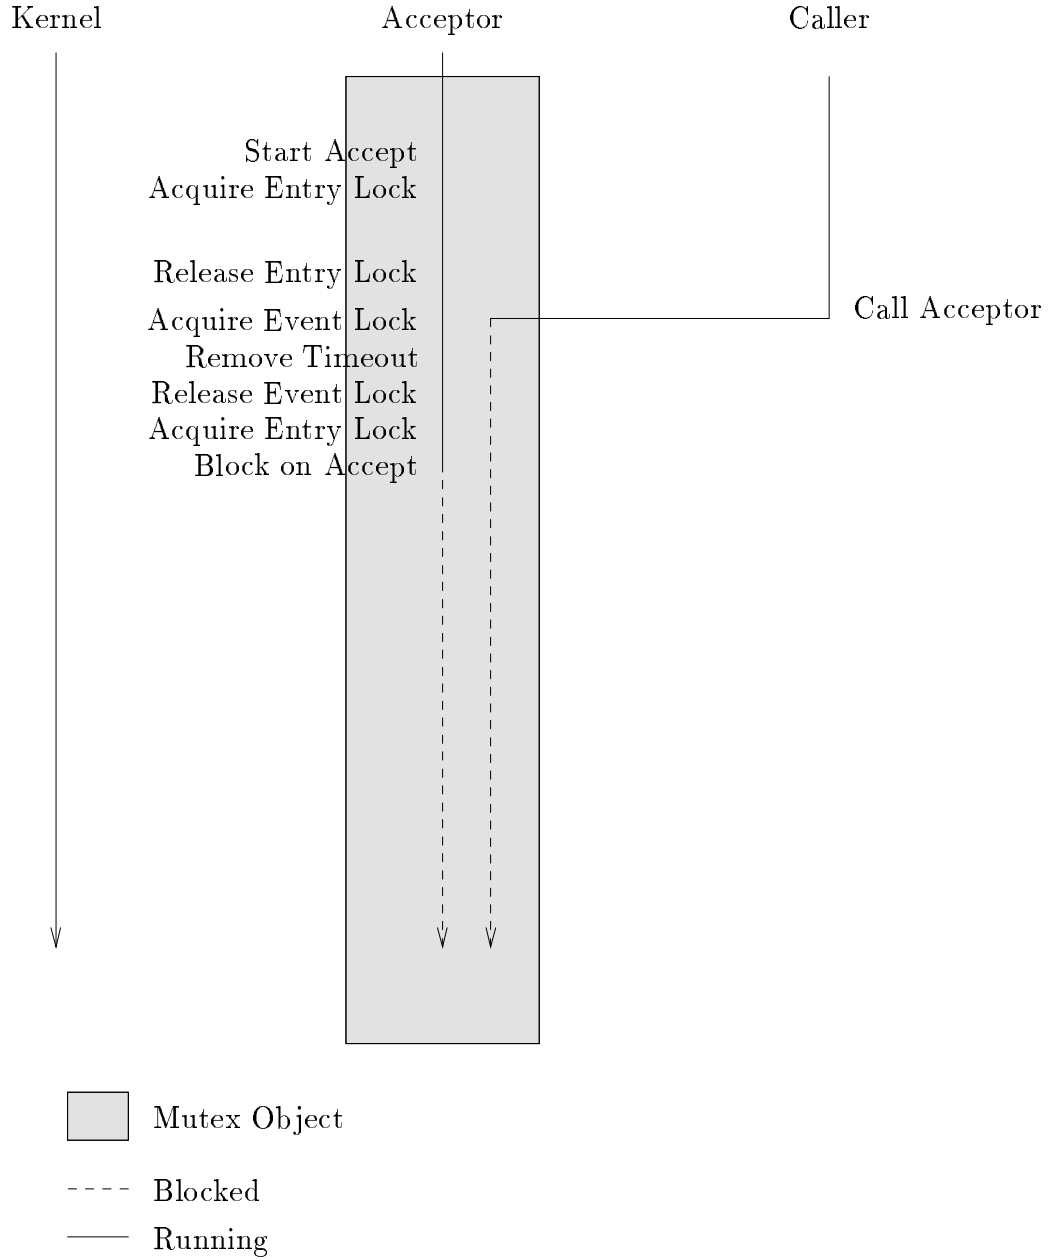 Kernel
Acceptor
Caller
Start Accept
Acquire Entry Lock
Release Entry Lock
Call Acceptor
Acquire Event Lock
Remove Timeout
Release Event Lock
Acquire Entry Lock
Block on Accept
Mutex Object
Blocked
Running